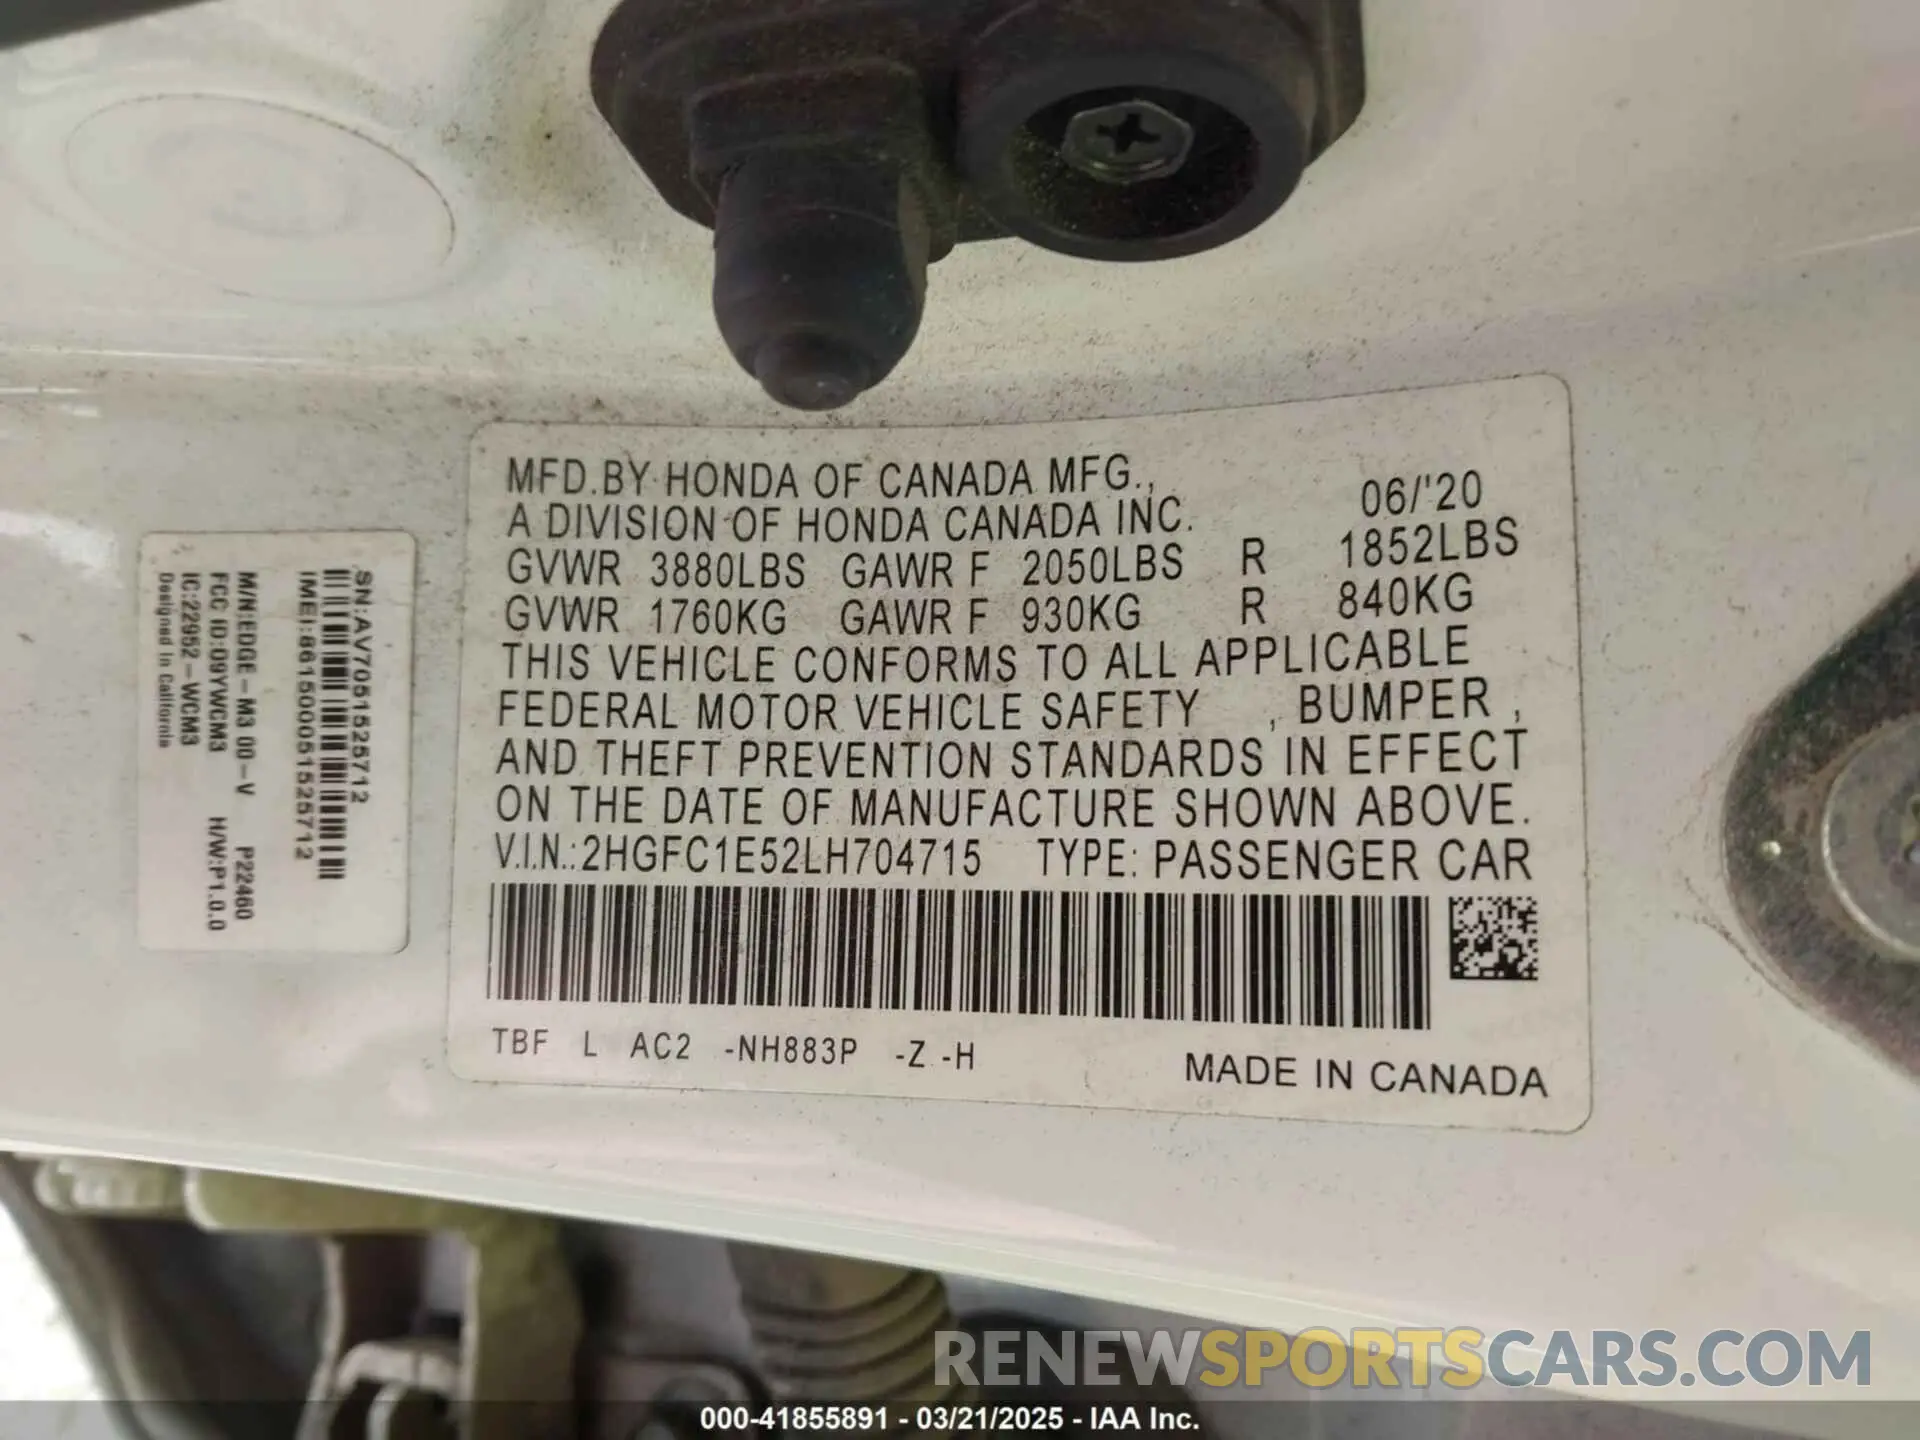 MFD.BY HONDA OF CANADA MFG.,
A DIVISION OF HONDA CANADA INC. 06/'20
GVWR 3880LBS GAWR F 2050LBS R 1852LBS
GVWR 1760KG GAWR F 930KG R 840KG
THIS VEHICLE CONFORMS TO ALL APPLICABLE
FEDERAL MOTOR VEHICLE SAFETY , BUMPER ,
AND THEFT PREVENTION STANDARDS IN EFFECT
ON THE DATE OF MANUFACTURE SHOWN ABOVE.
V.I.N.:2HGFC1E52LH704715 TYPE: PASSENGER CAR
TBF L AC2 -NH883P -Z -H
MADE IN CANADA
SN:AV70515525712
IMEI:861500051525712
M/N:EDGE-M3 00-V P22460
FCC ID:09YWCM3 H/W:P1.0.0
IC:22952-WCM3
Designed in California
RENEWSPORTSCARS.COM
000-41855891 - 03/21/2025 - IAA Inc.